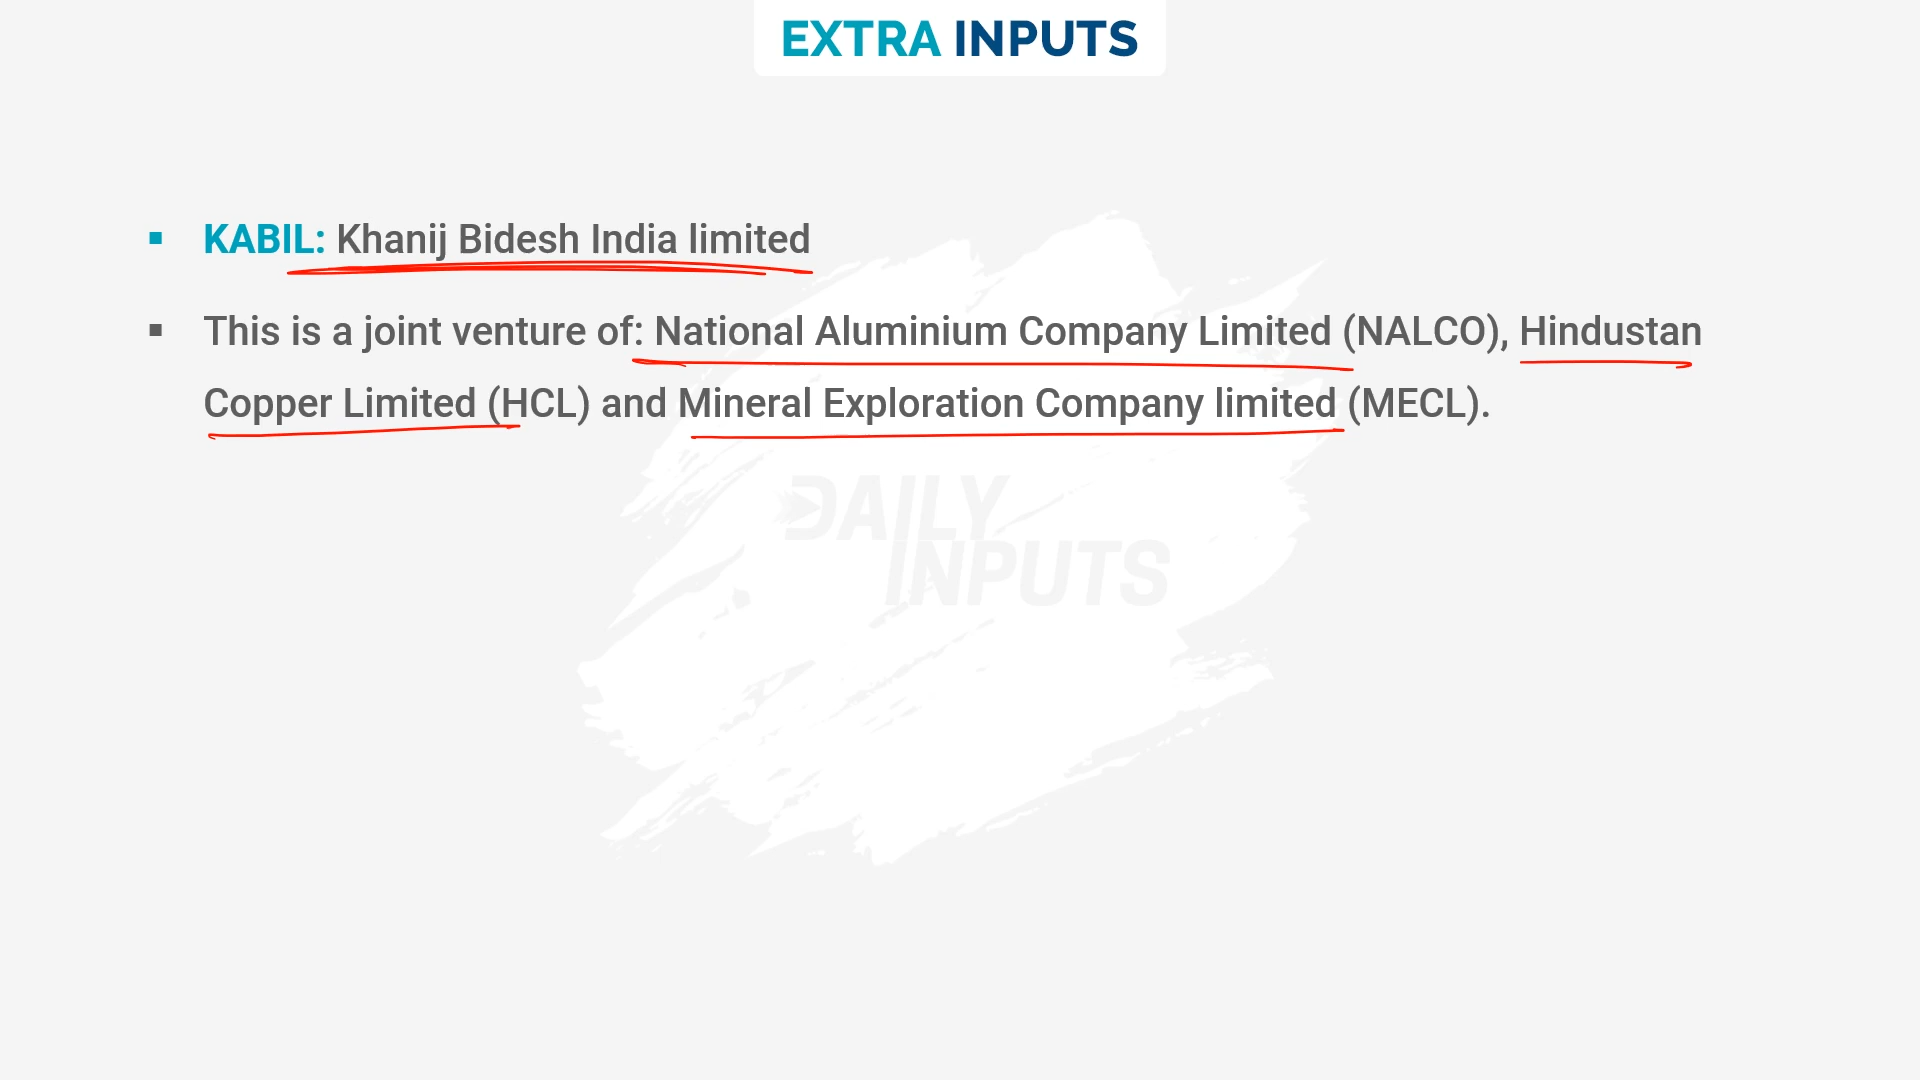 EXTRA INPUTS
▪ KABIL: Khanij Bidesh India limited
▪ This is a joint venture of: National Aluminium Company Limited (NALCO), Hindustan
Copper Limited (HCL) and Mineral Exploration Company limited (MECL).
DAILY
INPUTS